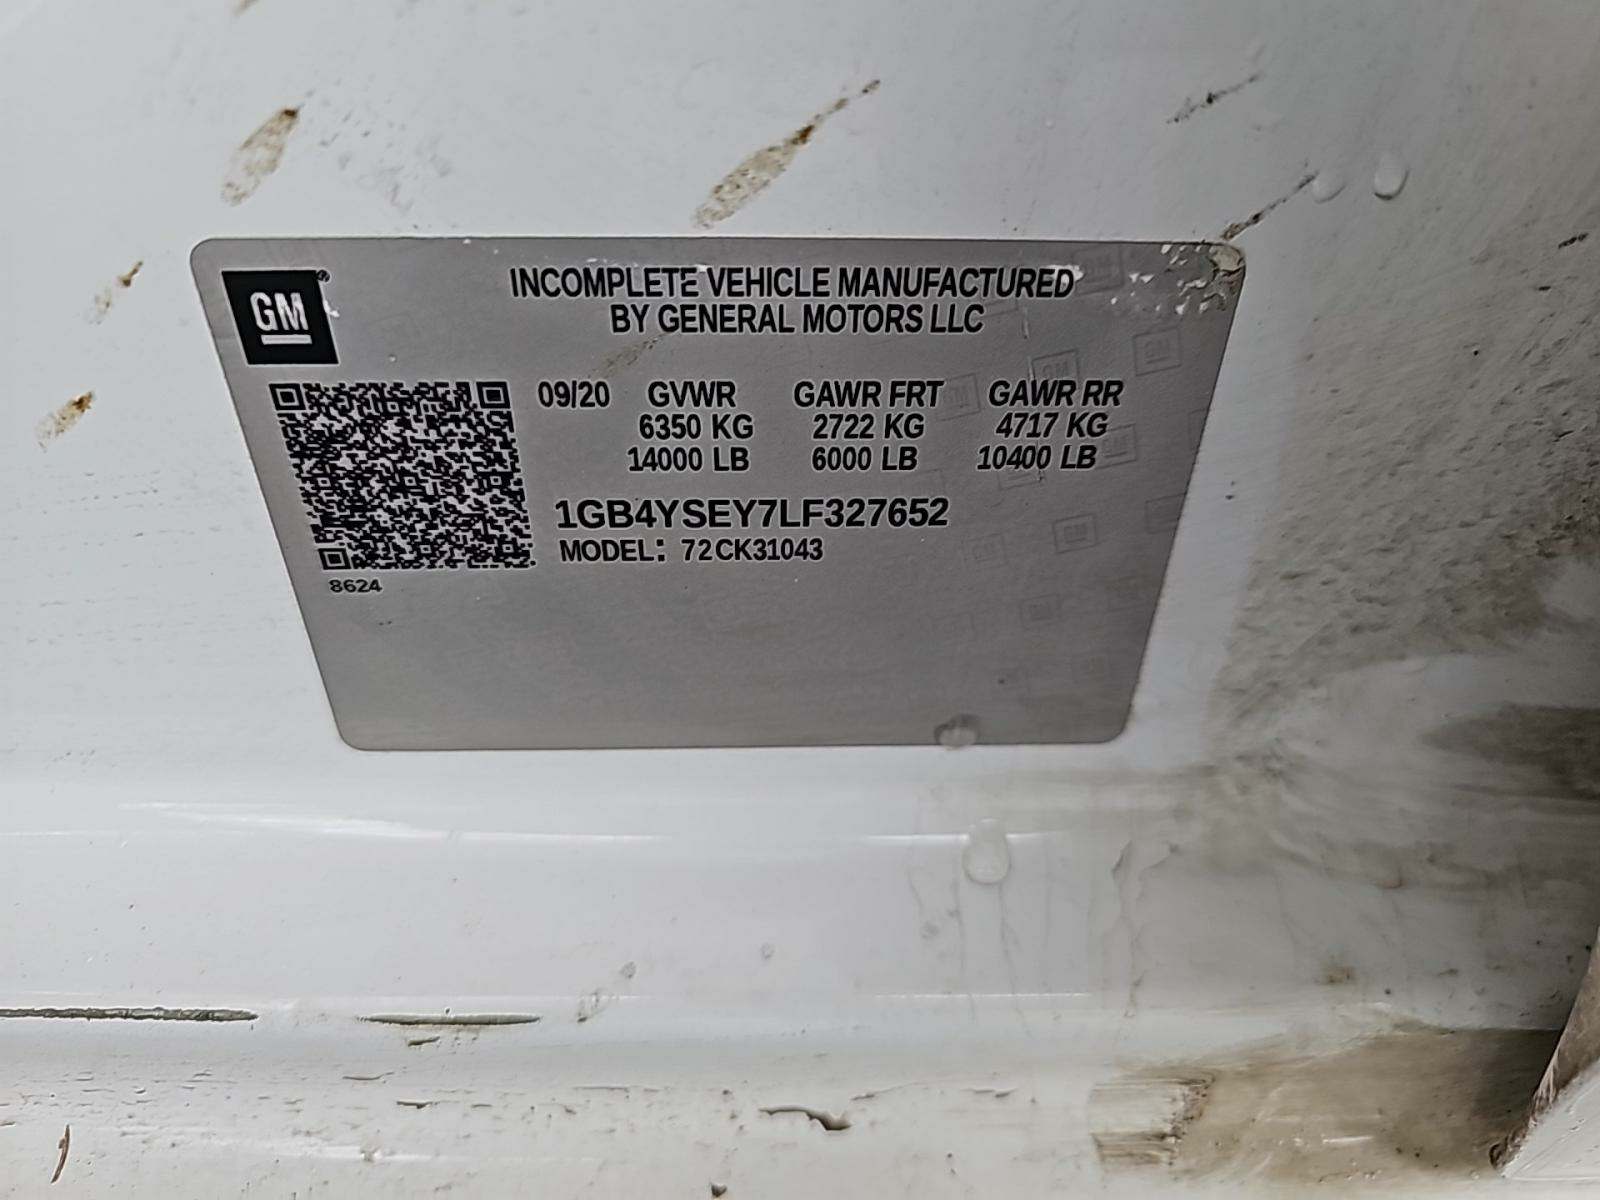 GM®
INCOMPLETE VEHICLE MANUFACTURED
BY GENERAL MOTORS LLC
09/20 GVWR GAWR FRT GAWR RR
6350 KG 2722 KG 4717 KG
14000 LB 6000 LB 10400 LB
1GB4YSEY7LF327652
MODEL: 72CK31043
8624